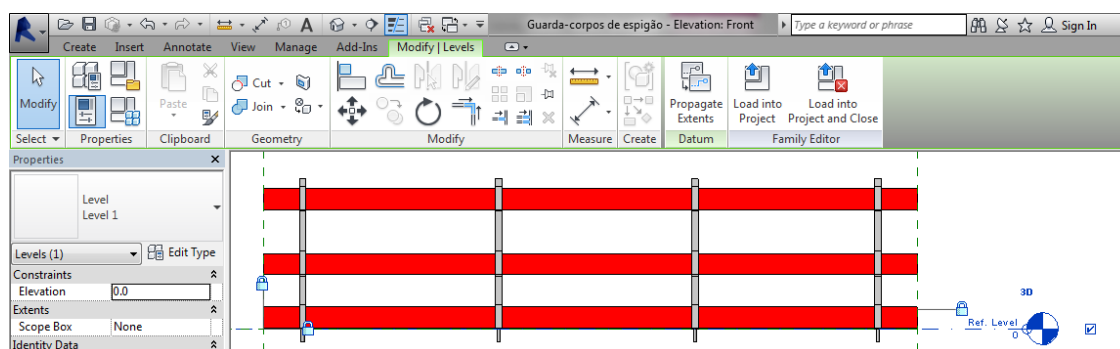 Guarda-corpos de espigão - Elevation: Front
Type a keyword or phrase
Sign In
Create Insert Annotate View Manage Add-Ins Modify | Levels
Modify
Paste
Cut
Join
Propagate Extents
Load into Project
Load into Project and Close
Select Properties Clipboard Geometry Modify Measure Create Datum Family Editor
Properties
Level
Level 1
Levels (1) Edit Type
Constraints
Elevation 0.0
Extents
Scope Box None
Identity Data
3D
Ref. Level
0